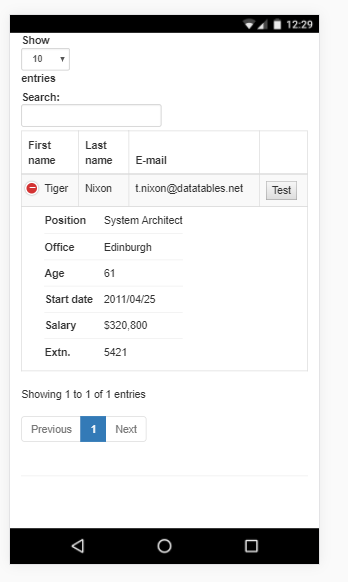 12:29
Show
10
entries
Search:
First name Last name E-mail
Tiger Nixon t.nixon@datatables.net Test
Position System Architect
Office Edinburgh
Age 61
Start date 2011/04/25
Salary $320,800
Extn. 5421
Showing 1 to 1 of 1 entries
Previous 1 Next